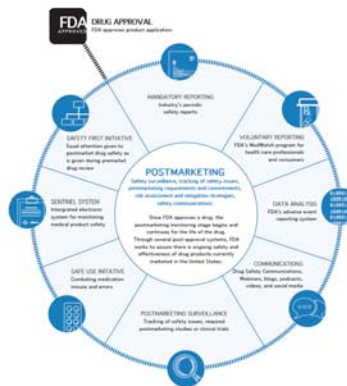 FDA
APPROVED
DRUG APPROVAL
FDA approves product application.
MANDATORY REPORTING
Industry's periodic
safety reports
VOLUNTARY REPORTING
FDA's MedWatch program for
health care professionals
and consumers
DATA ANALYSIS
FDA's adverse event
reporting system
COMMUNICATIONS
Drug Safety Communications,
Webinars, blogs, podcasts,
videos, and social media
POSTMARKETING SURVEILLANCE
Tracking of safety issues, required
postmarketing studies or clinical trials
SAFE USE INITIATIVE
Combating medication
misuse and errors
SENTINEL SYSTEM
Integrated electronic
system for monitoring
medical product safety
SAFETY FIRST INITIATIVE
Equal attention given to
postmarket drug safety as
is given during premarket
drug review
POSTMARKETING
Safety surveillance, tracking of safety issues,
postmarketing requirements and commitments,
risk assessment and mitigation strategies,
safety communications.
Once FDA approves a drug, the
postmarketing monitoring stage begins and
continues for the life of the drug.
Through several post-approval systems, FDA
works to ensure there is ongoing safety and
effectiveness of drug products currently
marketed in the United States.